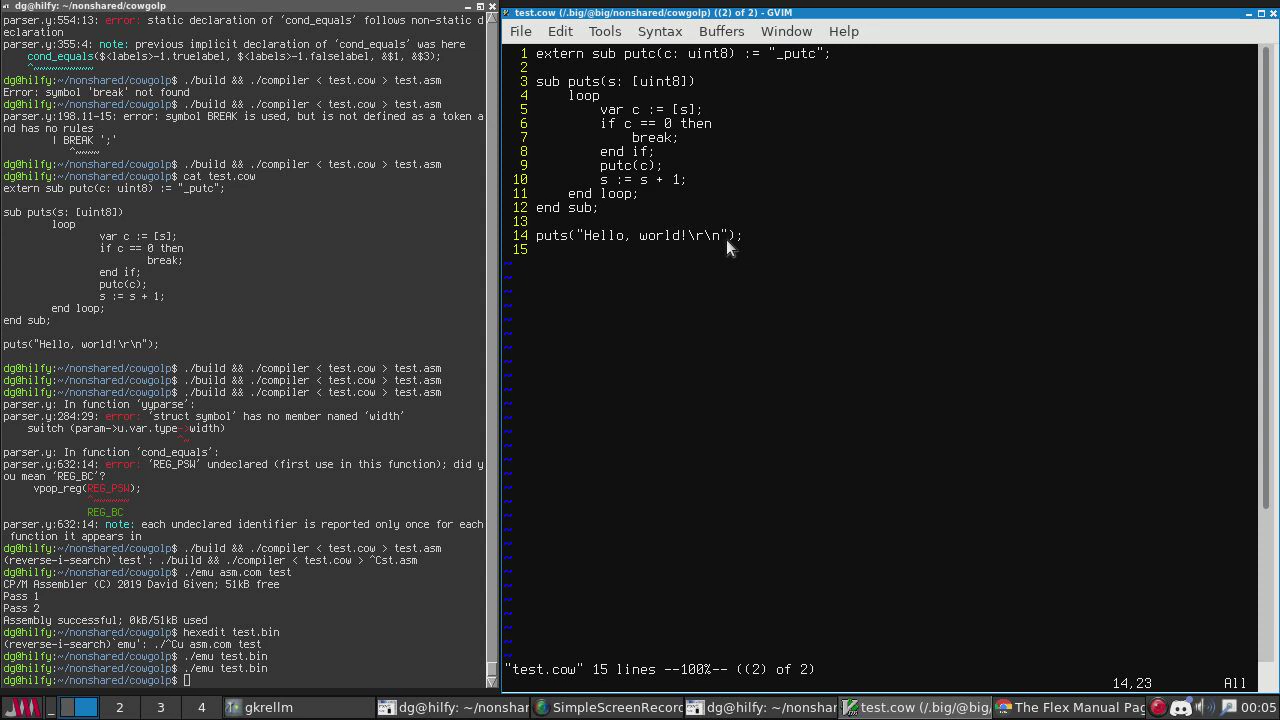 dg@hilfy: ~/nonshared/cowgolp
parser.y:355:4: note: previous implicit declaration of ‘cond_equals’ was here
cond_equals($<labels>-1.truelabel, $<labels>-1.falselabel, &$1, &$3);
^~~~~~~~~~~
dg@hilfy:~/nonshared/cowgolp$ ./build && ./compiler < test.cow > test.asm
Error: symbol 'break' not found
dg@hilfy:~/nonshared/cowgolp$ ./build && ./compiler < test.cow > test.asm
parser.y:198.11-15: error: symbol BREAK is used, but is not defined as a token a
nd has no rules
| BREAK ';'
^~~~~
dg@hilfy:~/nonshared/cowgolp$ ./build && ./compiler < test.cow > test.asm
dg@hilfy:~/nonshared/cowgolp$ cat test.cow
extern sub putc(c: uint8) := "_putc";
sub puts(s: [uint8])
loop
var c := [s];
if c == 0 then
break;
end if;
putc(c);
s := s + 1;
end loop;
end sub;
puts("Hello, world!\r\n");
dg@hilfy:~/nonshared/cowgolp$ ./build && ./compiler < test.cow > test.asm
dg@hilfy:~/nonshared/cowgolp$ ./build && ./compiler < test.cow > test.asm
dg@hilfy:~/nonshared/cowgolp$ ./build && ./compiler < test.cow > test.asm
parser.y: In function ‘yyparse’:
parser.y:284:29: error: ‘struct symbol’ has no member named ‘width’
switch (param->u.var.type->width)
^~
parser.y: In function ‘cond_equals’:
parser.y:632:14: error: ‘REG_PSW’ undeclared (first use in this function); did y
ou mean ‘REG_BC’?
vpop_reg(REG_PSW);
^~~~~~~
REG_BC
parser.y:632:14: note: each undeclared identifier is reported only once for each
function it appears in
dg@hilfy:~/nonshared/cowgolp$ ./build && ./compiler < test.cow > test.asm
(reverse-i-search)`test': ./build && ./compiler < test.cow > ^Cst.asm
dg@hilfy:~/nonshared/cowgolp$ ./emu asm.com test
CP/M Assembler (C) 2019 David Given; 51kB free
Pass 1
Pass 2
Assembly successful; 0kB/51kB used
dg@hilfy:~/nonshared/cowgolp$ hexedit test.bin
(reverse-i-search)`emu': ./^Cu asm.com test
dg@hilfy:~/nonshared/cowgolp$ ./emu test.bin
dg@hilfy:~/nonshared/cowgolp$ ./emu test.bin
dg@hilfy:~/nonshared/cowgolp$
test.cow (/.big/@big/nonshared/cowgolp) ((2) of 2) - GVIM
File Edit Tools Syntax Buffers Window Help
1 extern sub putc(c: uint8) := "_putc";
2
3 sub puts(s: [uint8])
4 loop
5 var c := [s];
6 if c == 0 then
7 break;
8 end if;
9 putc(c);
10 s := s + 1;
11 end loop;
12 end sub;
13
14 puts("Hello, world!\r\n");
15
"test.cow" 15 lines --100%-- ((2) of 2)
14,23 All
2 3 4 gkrellm dg@hilfy: ~/nonshar SimpleScreenRecor dg@hilfy: ~/nonshar test.cow (/.big/@big/ The Flex Manual Pag 00:05